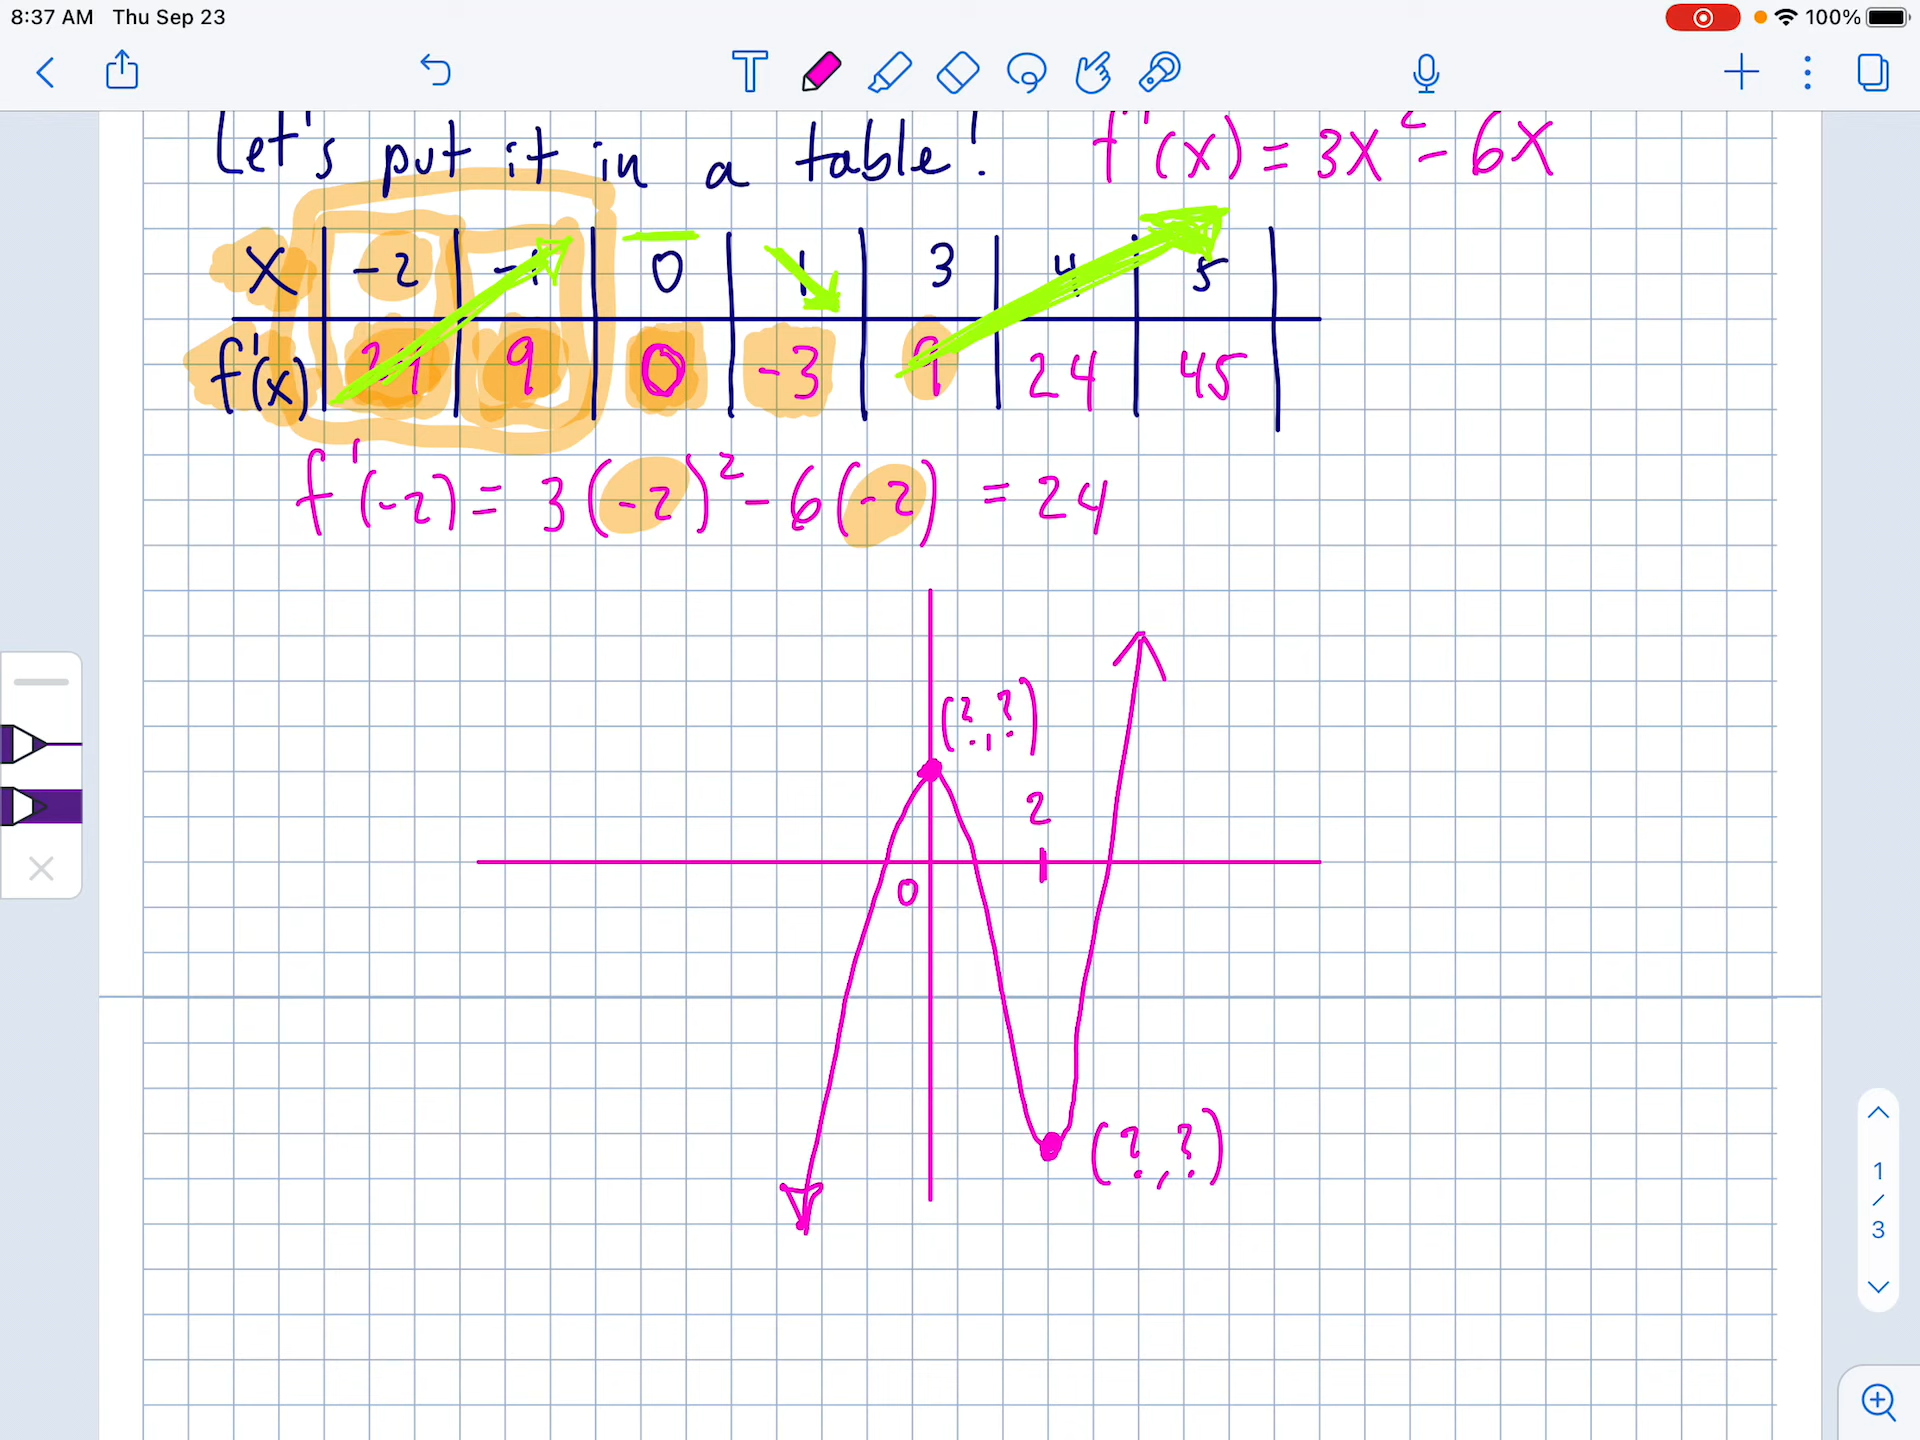 8:37 AM Thu Sep 23 100%
T
Let's put it in a table! f'(x) = 3x² - 6x
x -2 -1 0 1 3 4 5
f'(x) 24 9 0 -3 9 24 45
f'(-2) = 3(-2)² - 6(-2) = 24
(?,?)
2
0
(?,?)
1
/
3